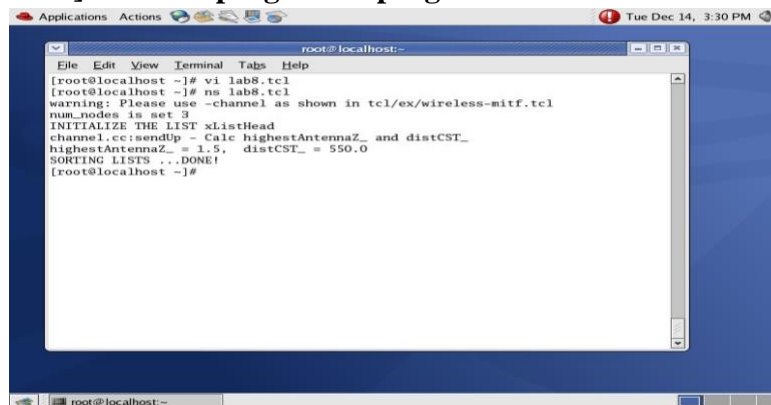 Applications Actions Tue Dec 14, 3:30 PM
root@localhost:~
File Edit View Terminal Tabs Help
[root@localhost ~]# vi lab8.tcl
[root@localhost ~]# ns lab8.tcl
warning: Please use -channel as shown in tcl/ex/wireless-mitf.tcl
num_nodes is set 3
INITIALIZE THE LIST xListHead
channel.cc:sendUp - Calc highestAntennaZ_ and distCST_
highestAntennaZ_ = 1.5, distCST_ = 550.0
SORTING LISTS ...DONE!
[root@localhost ~]#
root@localhost:~